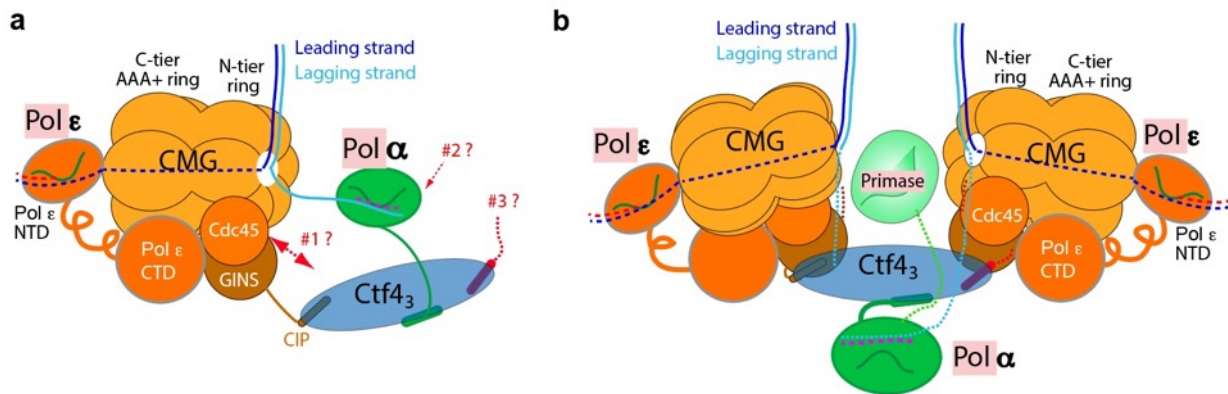 a
Leading strand
Lagging strand
C-tier
AAA+ ring
N-tier
ring
Pol ε
CMG
Pol α
#2 ?
#3 ?
Pol ε
NTD
Cdc45
#1 ?
Pol ε
CTD
GINS
Ctf4₃
CIP
b
Leading strand
Lagging strand
N-tier
ring
C-tier
AAA+ ring
Pol ε
CMG
Primase
CMG
Pol ε
Cdc45
Pol ε
NTD
Pol ε
CTD
Ctf4₃
Pol α